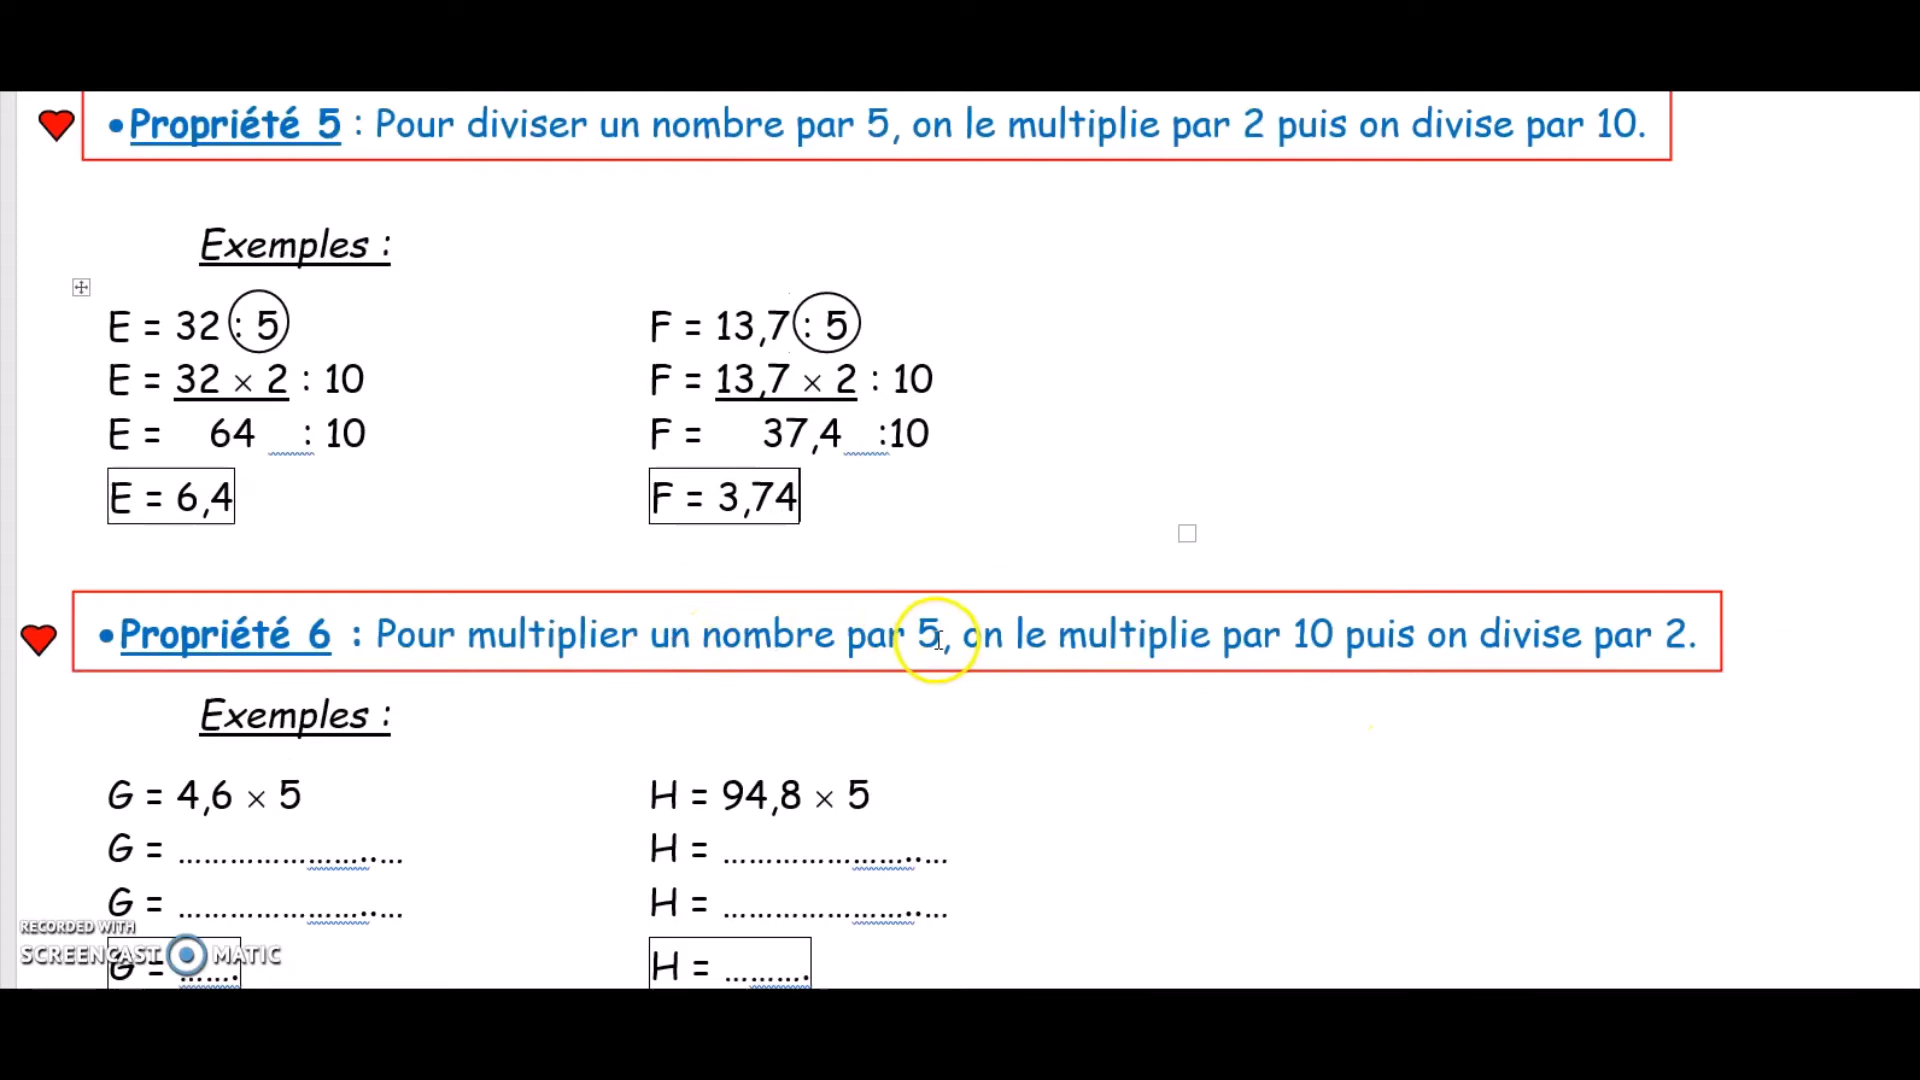 •Propriété 5 : Pour diviser un nombre par 5, on le multiplie par 2 puis on divise par 10.
Exemples :
E = 32 : 5
E = 32 × 2 : 10
E = 64 : 10
E = 6,4
F = 13,7 : 5
F = 13,7 × 2 : 10
F = 37,4 :10
F = 3,74
•Propriété 6 : Pour multiplier un nombre par 5, on le multiplie par 10 puis on divise par 2.
Exemples :
G = 4,6 × 5
G = ........................
G = ........................
G = .......
H = 94,8 × 5
H = ........................
H = ........................
H = ..........
RECORDED WITH
SCREENCAST MATIC